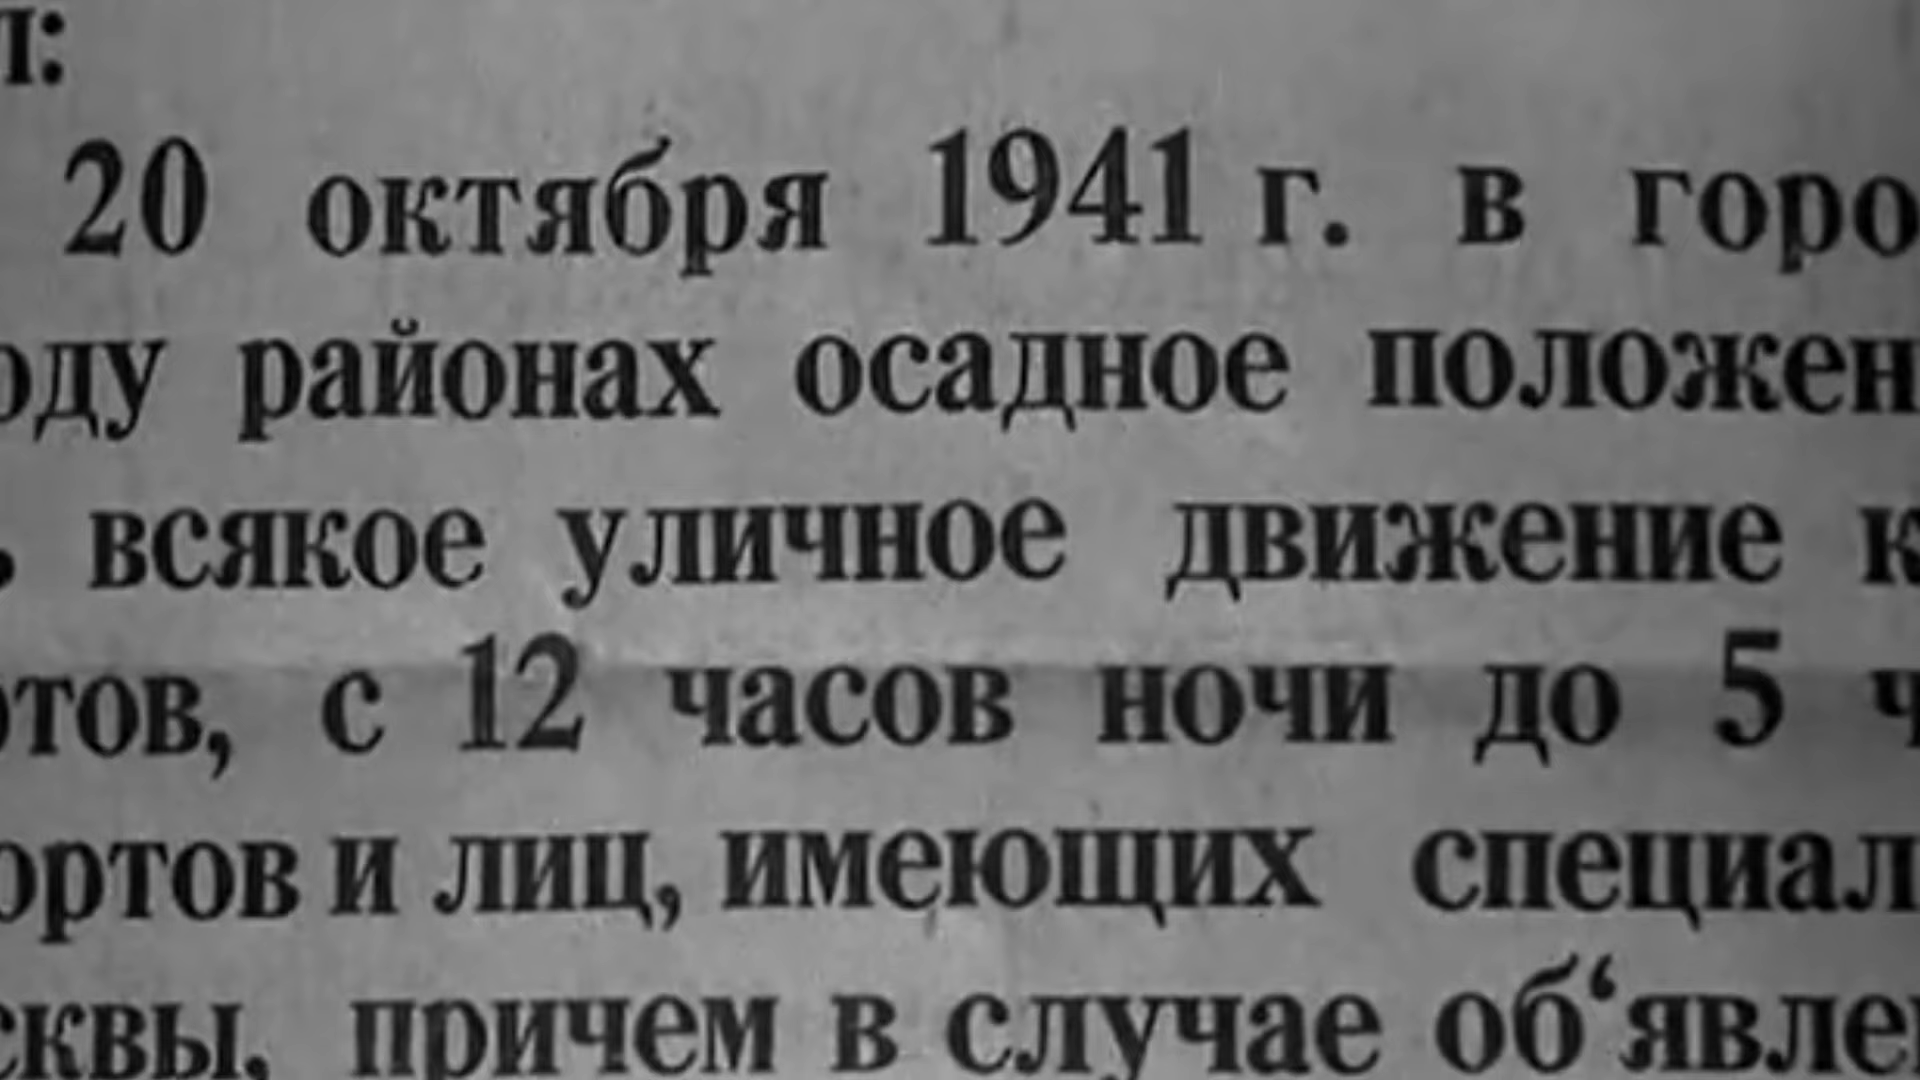 л:
20 октября 1941 г. в горо
оду районах осадное положен
, всякое уличное движение к
ртов, с 12 часов ночи до 5 ч
ортов и лиц, имеющих специал
сквы, причем в случае об‘явле